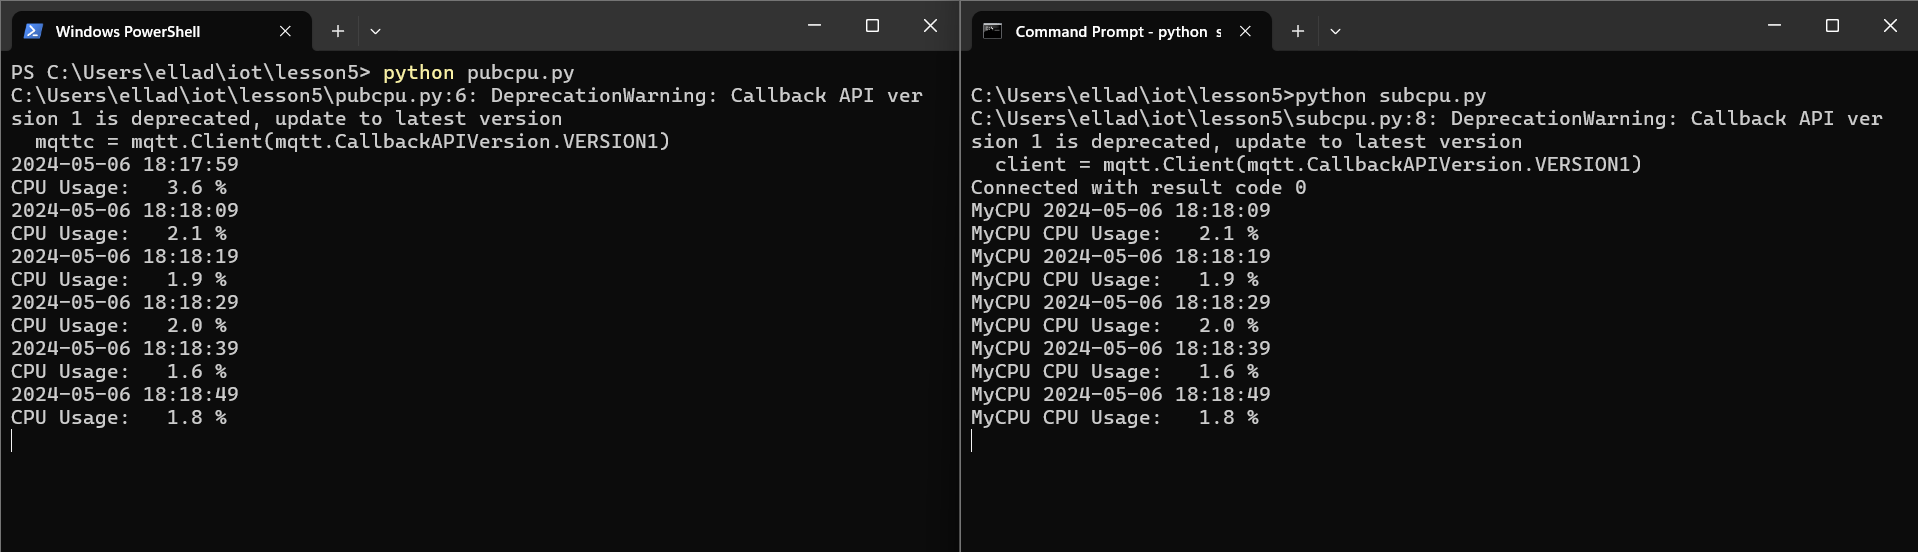 Windows PowerShell
PS C:\Users\ellad\iot\lesson5> python pubcpu.py
C:\Users\ellad\iot\lesson5\pubcpu.py:6: DeprecationWarning: Callback API ver
sion 1 is deprecated, update to latest version
  mqttc = mqtt.Client(mqtt.CallbackAPIVersion.VERSION1)
2024-05-06 18:17:59
CPU Usage:   3.6 %
2024-05-06 18:18:09
CPU Usage:   2.1 %
2024-05-06 18:18:19
CPU Usage:   1.9 %
2024-05-06 18:18:29
CPU Usage:   2.0 %
2024-05-06 18:18:39
CPU Usage:   1.6 %
2024-05-06 18:18:49
CPU Usage:   1.8 %
Command Prompt - python s
C:\Users\ellad\iot\lesson5>python subcpu.py
C:\Users\ellad\iot\lesson5\subcpu.py:8: DeprecationWarning: Callback API ver
sion 1 is deprecated, update to latest version
  client = mqtt.Client(mqtt.CallbackAPIVersion.VERSION1)
Connected with result code 0
MyCPU 2024-05-06 18:18:09
MyCPU CPU Usage:   2.1 %
MyCPU 2024-05-06 18:18:19
MyCPU CPU Usage:   1.9 %
MyCPU 2024-05-06 18:18:29
MyCPU CPU Usage:   2.0 %
MyCPU 2024-05-06 18:18:39
MyCPU CPU Usage:   1.6 %
MyCPU 2024-05-06 18:18:49
MyCPU CPU Usage:   1.8 %